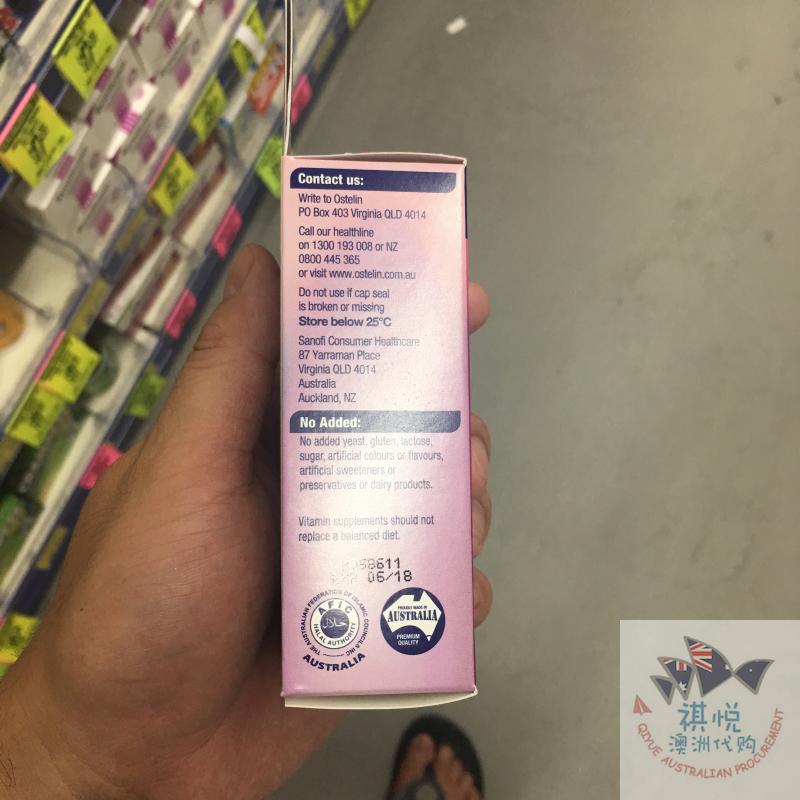 Contact us:
Write to Ostelin
PO Box 403 Virginia QLD 4014
Call our healthline
on 1300 193 008 or NZ
0800 445 365
or visit www.ostelin.com.au
Do not use if cap seal
is broken or missing
Store below 25°C
Sanofi Consumer Healthcare
87 Yarraman Place
Virginia QLD 4014
Australia
Auckland, NZ
No Added:
No added yeast, gluten, lactose,
sugar, artificial colours or flavours,
artificial sweeteners or
preservatives or dairy products.
Vitamin supplements should not
replace a balanced diet.
06/18
THE AUSTRALIAN FEDERATION OF ISLAMIC COUNCILS INC
AFIC
حلال
HALAL AUTHORITY
AUSTRALIA
PROUDLY MADE IN
AUSTRALIA
PREMIUM
QUALITY
祺悦
澳洲代购
QIYUE AUSTRALIAN PROCUREMENT